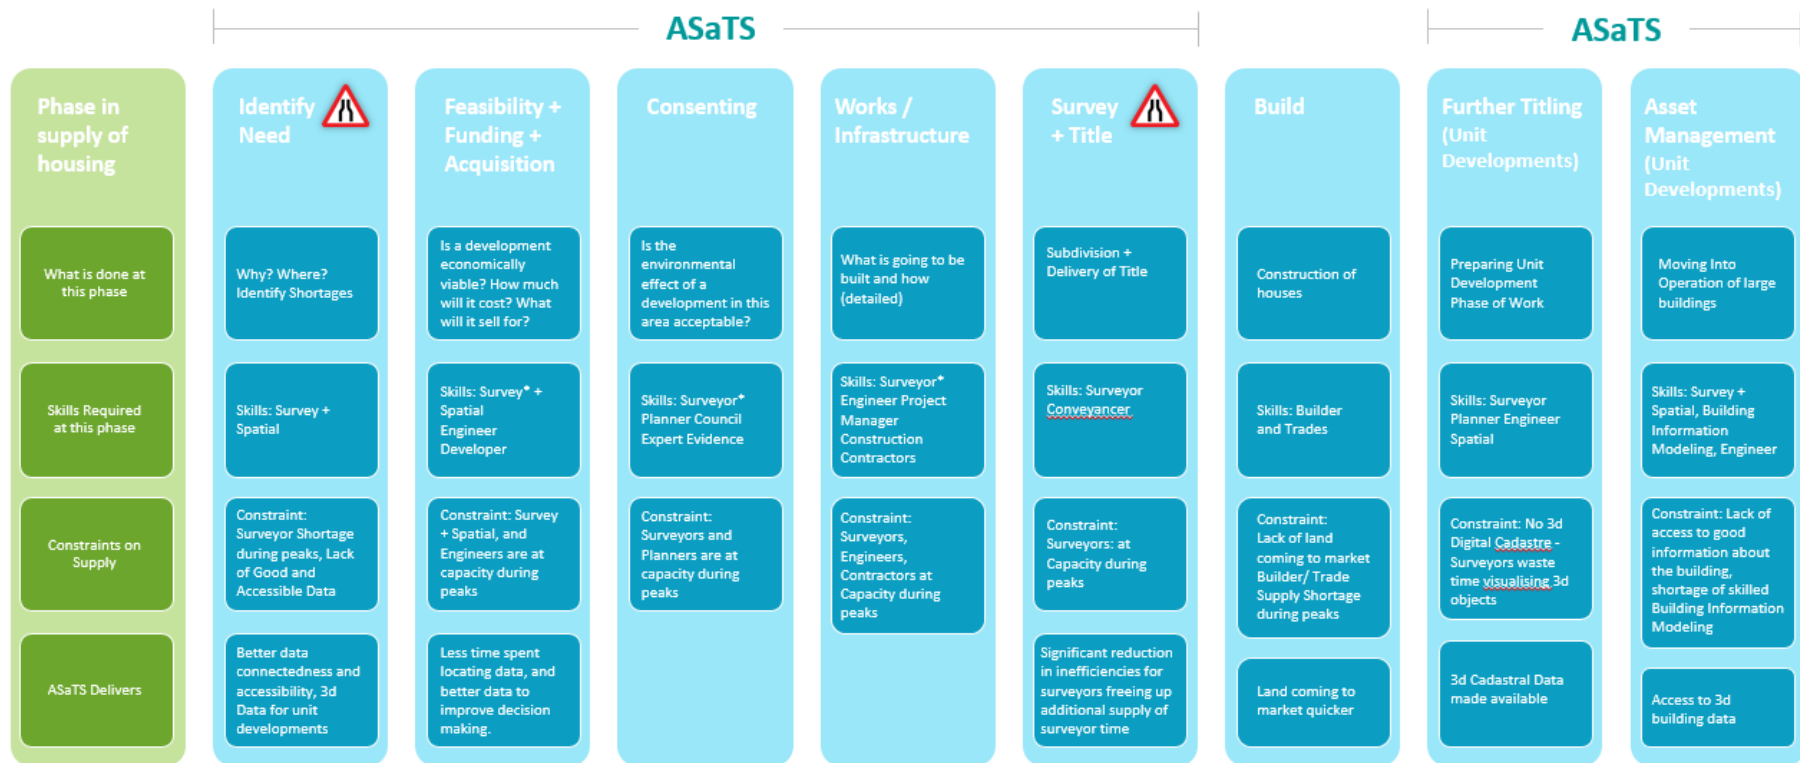 ASaTS
ASaTS
Phase in
supply of
housing
Identify
Need
Feasibility +
Funding +
Acquisition
Consenting
Works /
Infrastructure
Survey
+ Title
Build
Further Titling
(Unit
Developments)
Asset
Management
(Unit
Developments)
What is done at
this phase
Why? Where?
Identify Shortages
Is a development
economically
viable? How much
will it cost? What
will it sell for?
Is the
environmental
effect of a
development in this
area acceptable?
What is going to be
built and how
(detailed)
Subdivision +
Delivery of Title
Construction of
houses
Preparing Unit
Development
Phase of Work
Moving Into
Operation of large
buildings
Skills Required
at this phase
Skills: Survey +
Spatial
Skills: Survey* +
Spatial
Engineer
Developer
Skills: Surveyor*
Planner Council
Expert Evidence
Skills: Surveyor*
Engineer Project
Manager
Construction
Contractors
Skills: Surveyor
Conveyancer
Skills: Builder
and Trades
Skills: Surveyor
Planner Engineer
Spatial
Skills: Survey +
Spatial, Building
Information
Modeling, Engineer
Constraints on
Supply
Constraint:
Surveyor Shortage
during peaks, Lack
of Good and
Accessible Data
Constraint: Survey
+ Spatial, and
Engineers are at
capacity during
peaks
Constraint:
Surveyors and
Planners are at
capacity during
peaks
Constraint:
Surveyors,
Engineers,
Contractors at
Capacity during
peaks
Constraint:
Surveyors: at
Capacity during
peaks
Constraint:
Lack of land
coming to market
Builder/ Trade
Supply Shortage
during peaks
Constraint: No 3d
Digital Cadastre -
Surveyors waste
time visualising 3d
objects
Constraint: Lack of
access to good
information about
the building,
shortage of skilled
Building Information
Modeling
ASaTS Delivers
Better data
connectedness and
accessibility, 3d
Data for unit
developments
Less time spent
locating data, and
better data to
improve decision
making.
Significant reduction
in inefficiencies for
surveyors freeing up
additional supply of
surveyor time
Land coming to
market quicker
3d Cadastral Data
made available
Access to 3d
building data